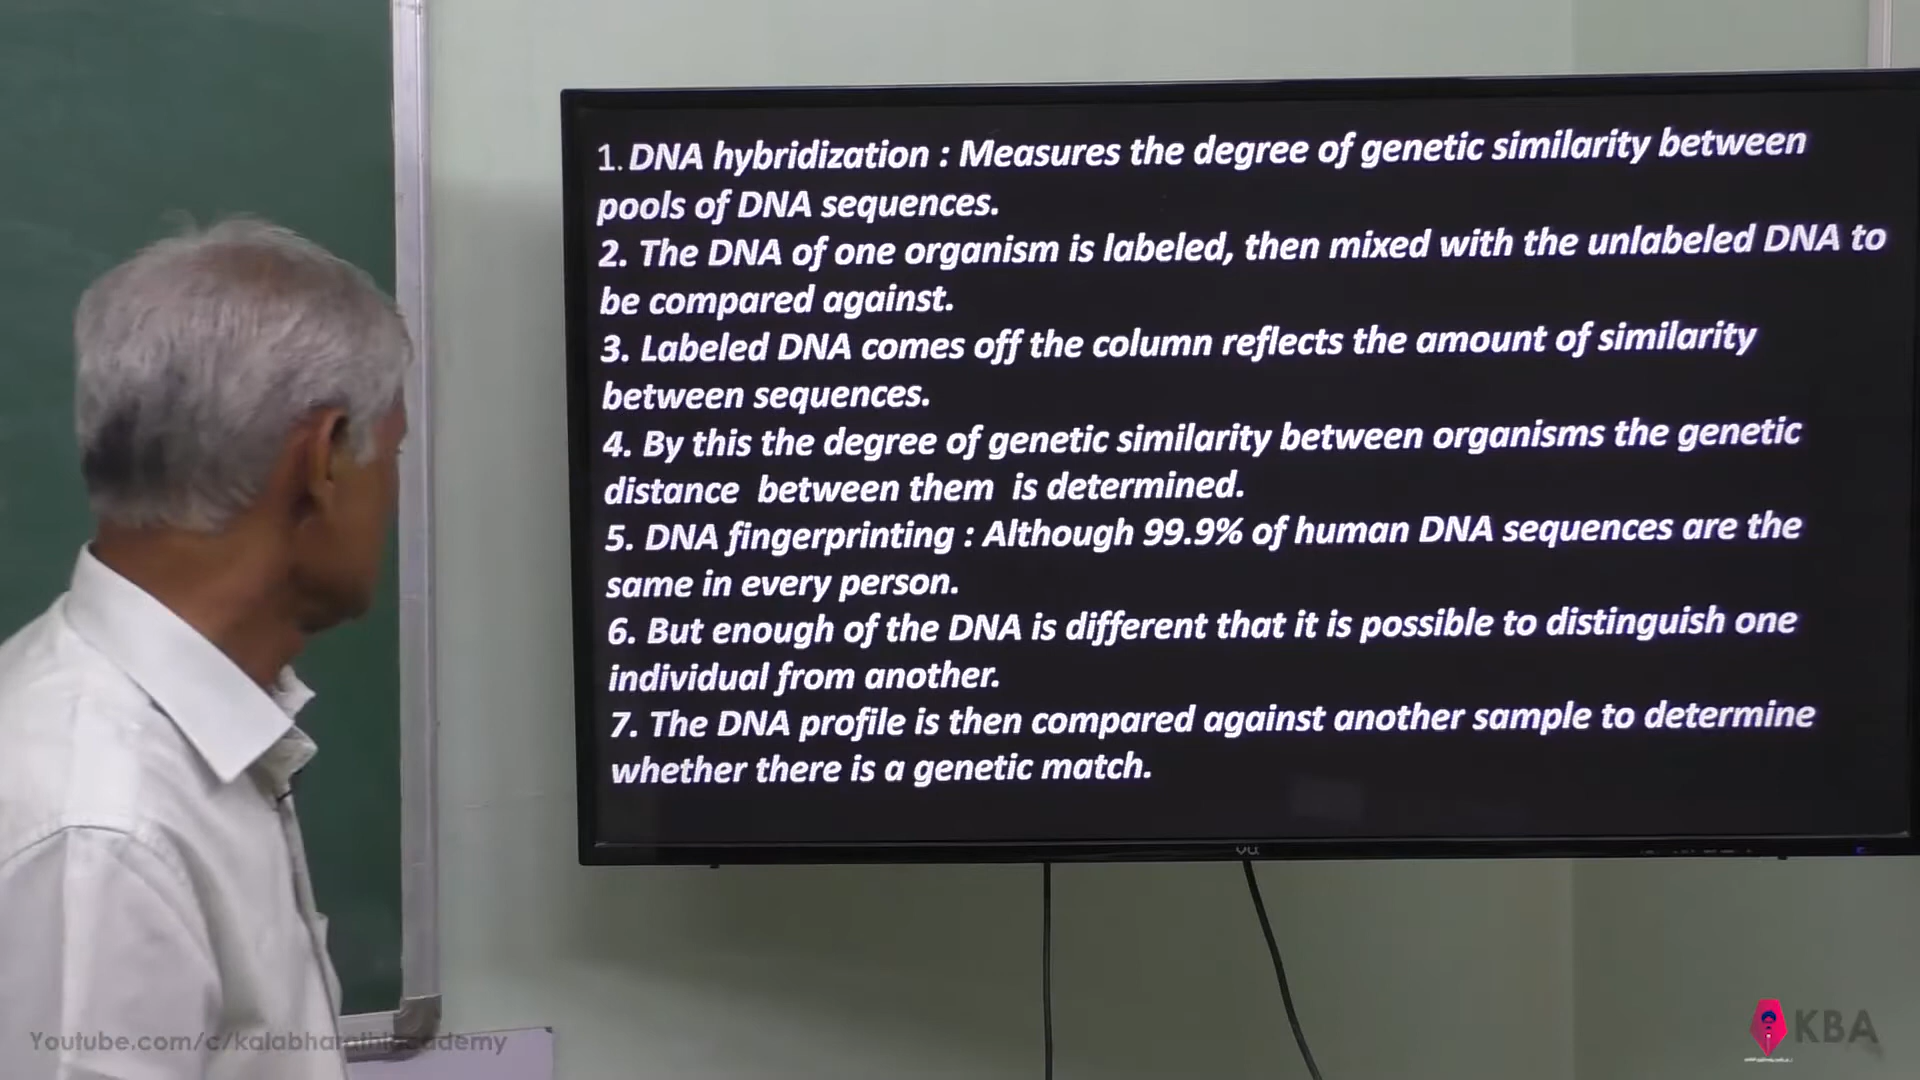 1. DNA hybridization : Measures the degree of genetic similarity between
pools of DNA sequences.
2. The DNA of one organism is labeled, then mixed with the unlabeled DNA to
be compared against.
3. Labeled DNA comes off the column reflects the amount of similarity
between sequences.
4. By this the degree of genetic similarity between organisms the genetic
distance between them is determined.
5. DNA fingerprinting : Although 99.9% of human DNA sequences are the
same in every person.
6. But enough of the DNA is different that it is possible to distinguish one
individual from another.
7. The DNA profile is then compared against another sample to determine
whether there is a genetic match.
Youtube.com/c/kalabharathiacademy
KBA